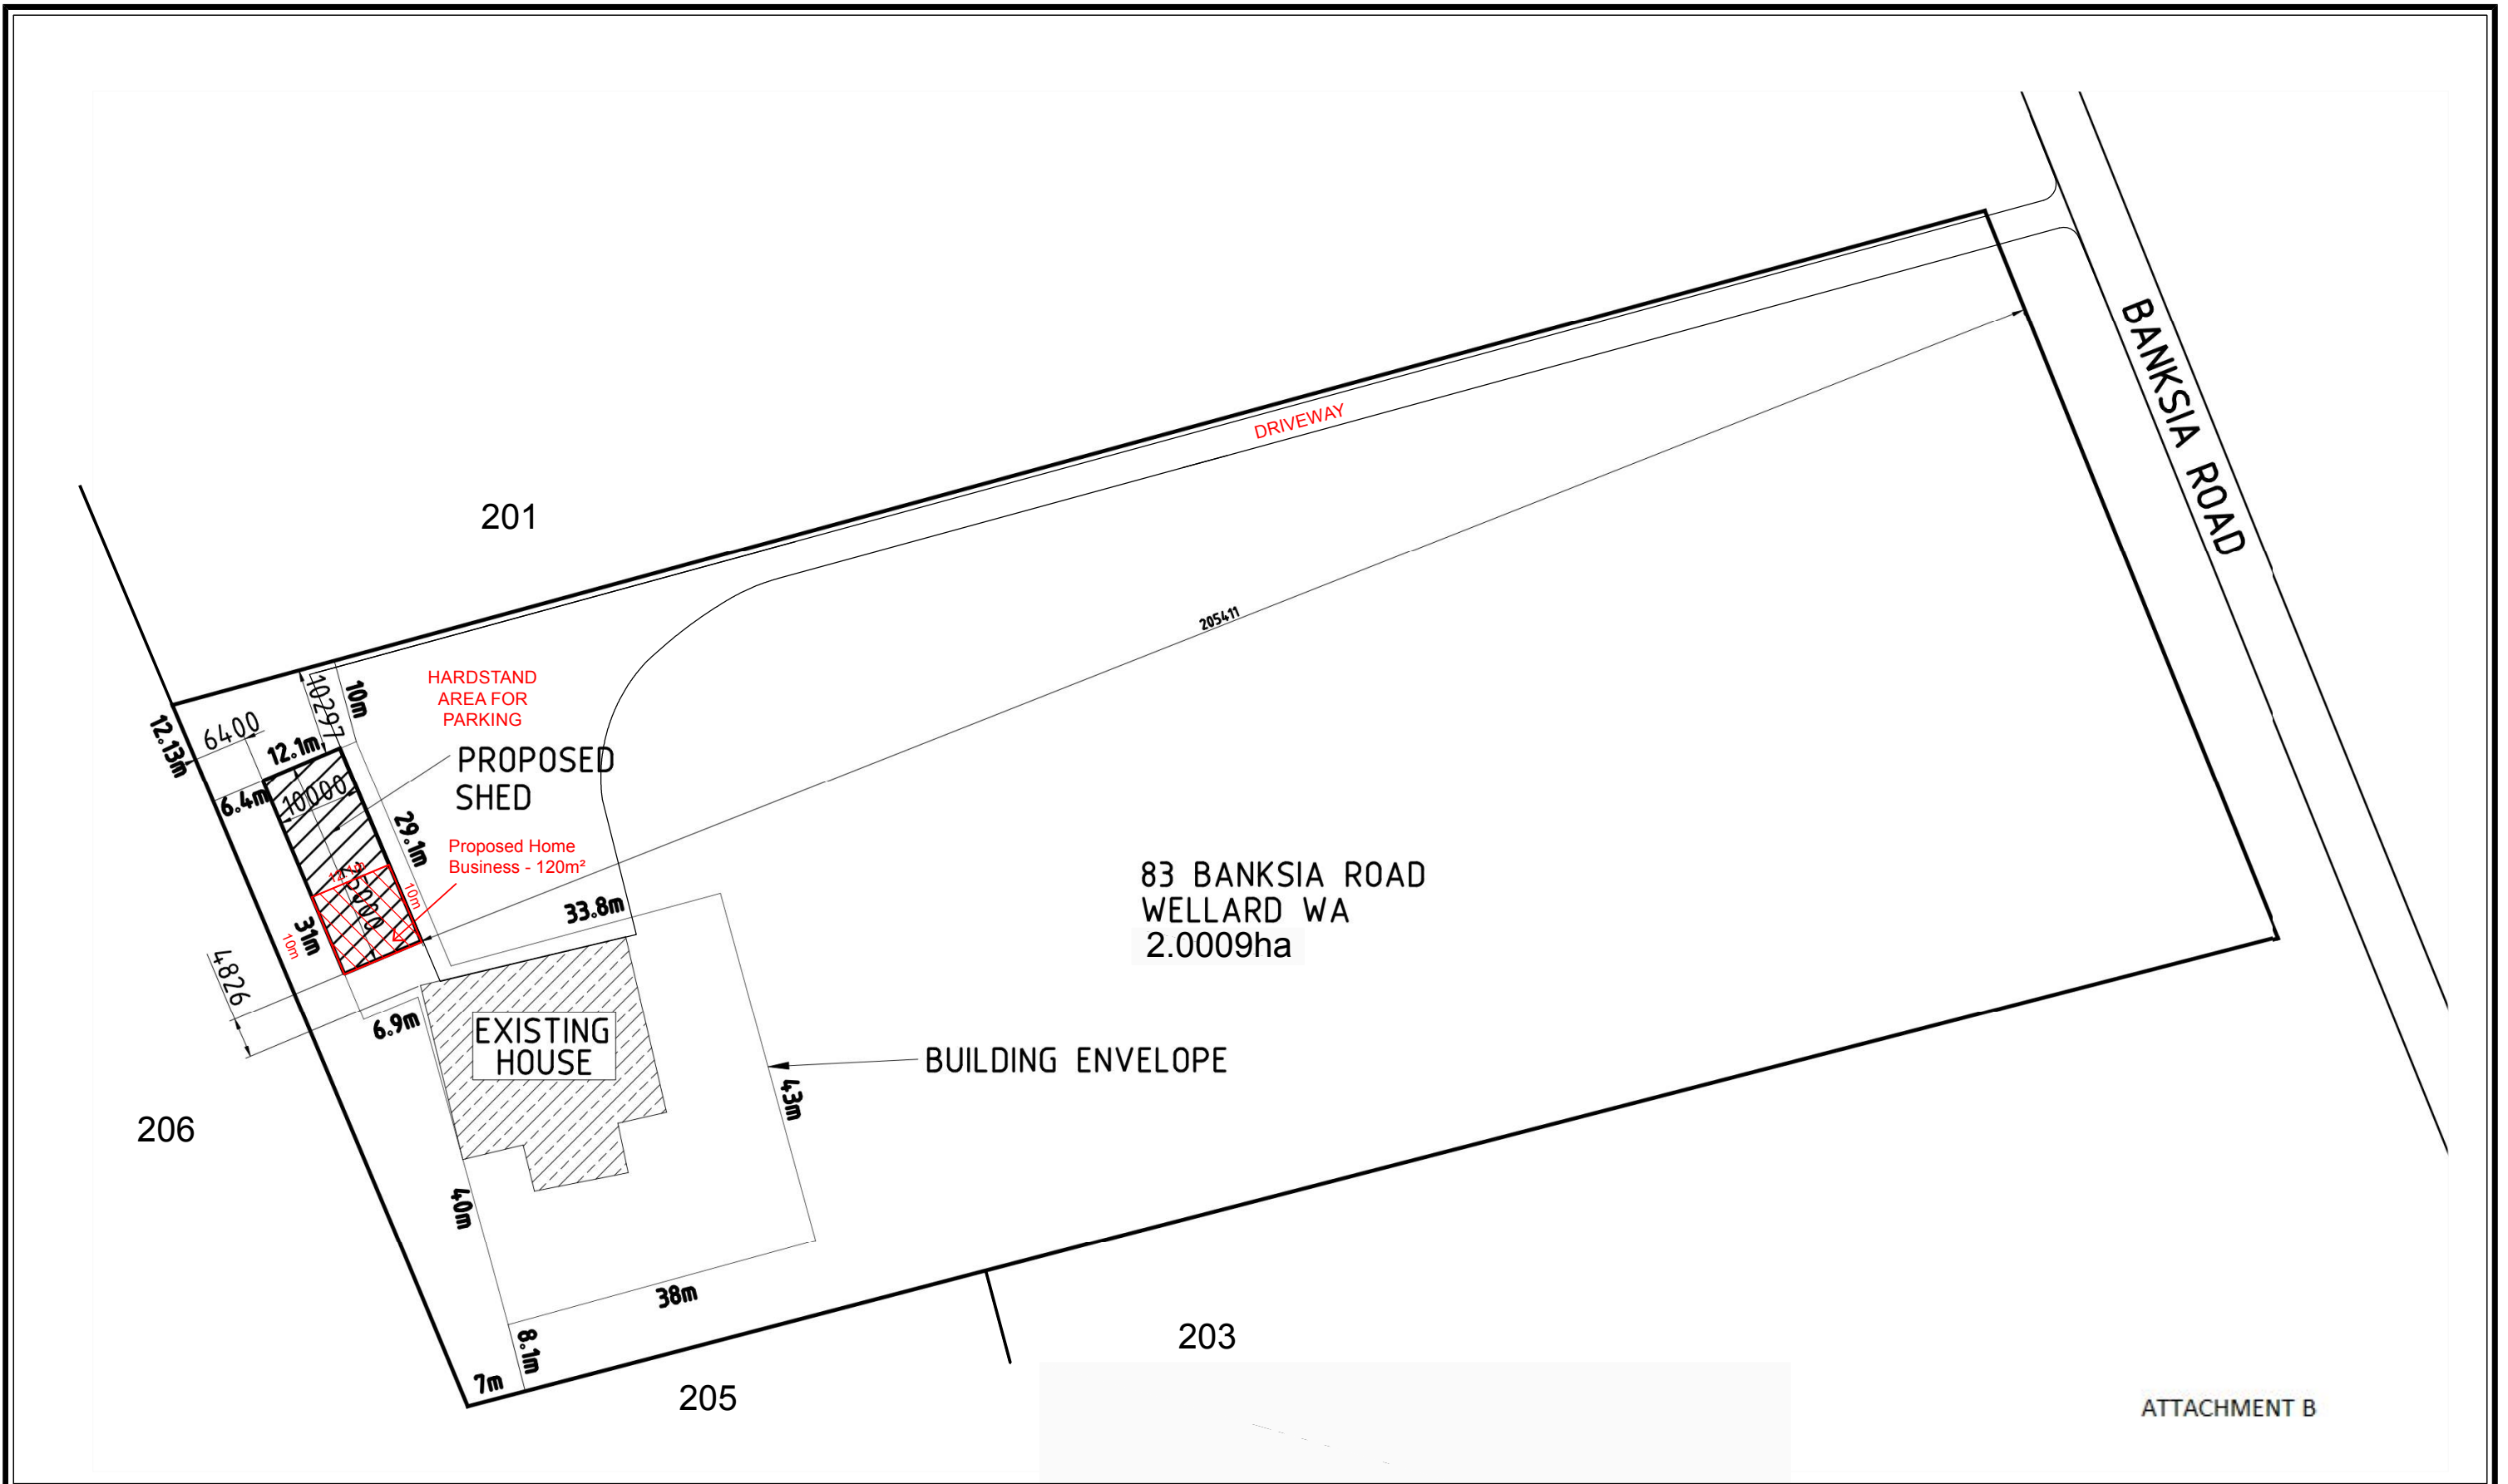 BANKSIA ROAD
DRIVEWAY
201
205411
HARDSTAND
AREA FOR
PARKING
10m
10297
12.13m
6400
12.1m
PROPOSED
SHED
6.4m
10000
29.1m
Proposed Home
Business - 120m²
10m
33.8m
31m
10m
4826
83 BANKSIA ROAD
WELLARD WA
2.0009ha
6.9m
EXISTING
HOUSE
BUILDING ENVELOPE
43m
206
40m
38m
8.1m
7m
205
203
ATTACHMENT B